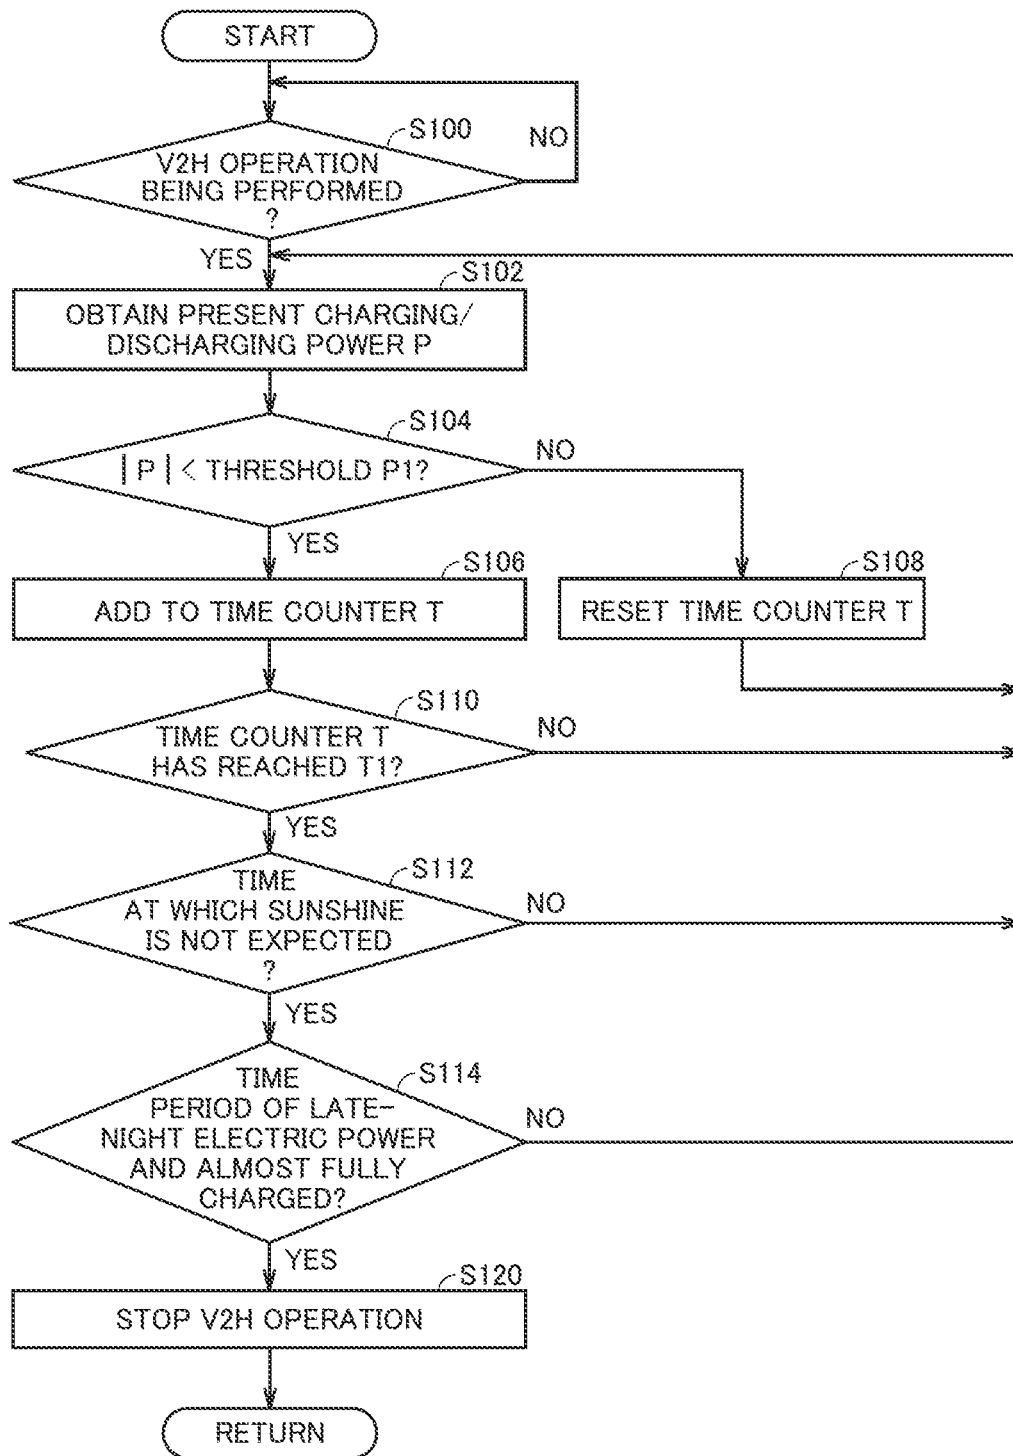 START
S100
NO
V2H OPERATION
BEING PERFORMED
?
YES
S102
OBTAIN PRESENT CHARGING/
DISCHARGING POWER P
S104
NO
|P| < THRESHOLD P1?
YES
S106
S108
ADD TO TIME COUNTER T
RESET TIME COUNTER T
S110
NO
TIME COUNTER T
HAS REACHED T1?
YES
S112
TIME
NO
AT WHICH SUNSHINE
IS NOT EXPECTED
?
YES
S114
TIME
NO
PERIOD OF LATE-
NIGHT ELECTRIC POWER
AND ALMOST FULLY
CHARGED?
YES
S120
STOP V2H OPERATION
RETURN